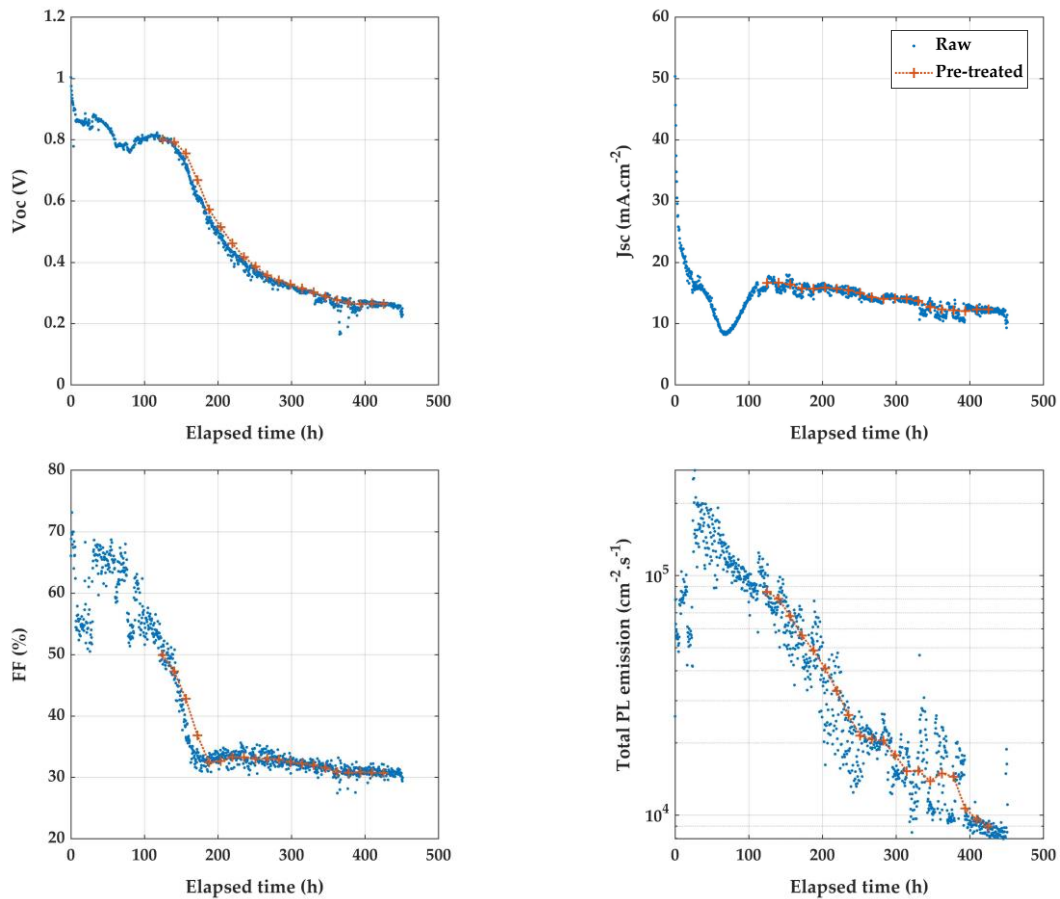 1.2
1
0.8
0.6
0.4
0.2
0
Voc (V)
0 100 200 300 400 500
Elapsed time (h)
60
50
40
30
20
10
0
Jsc (mA.cm-2)
Raw
Pre-treated
0 100 200 300 400 500
Elapsed time (h)
80
70
60
50
40
30
20
FF (%)
0 100 200 300 400 500
Elapsed time (h)
10^5
10^4
Total PL emission (cm-2.s-1)
0 100 200 300 400 500
Elapsed time (h)